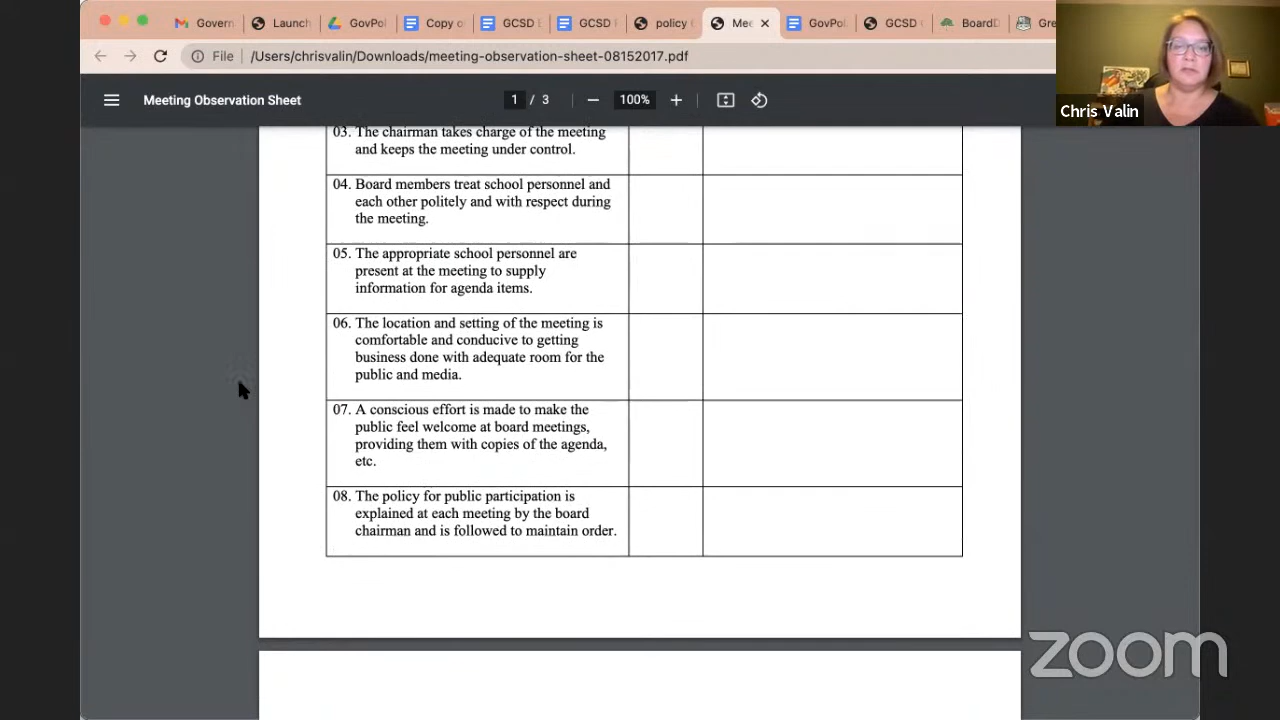 Govern
Launch
GovPol
Copy o
GCSD E
GCSD F
policy
Mee
GovPol
GCSD
BoardD
Gre
File
/Users/chrisvalin/Downloads/meeting-observation-sheet-08152017.pdf
Meeting Observation Sheet
1 / 3
100%
Chris Valin
03. The chairman takes charge of the meeting
and keeps the meeting under control.
04. Board members treat school personnel and
each other politely and with respect during
the meeting.
05. The appropriate school personnel are
present at the meeting to supply
information for agenda items.
06. The location and setting of the meeting is
comfortable and conducive to getting
business done with adequate room for the
public and media.
07. A conscious effort is made to make the
public feel welcome at board meetings,
providing them with copies of the agenda,
etc.
08. The policy for public participation is
explained at each meeting by the board
chairman and is followed to maintain order.
zoom